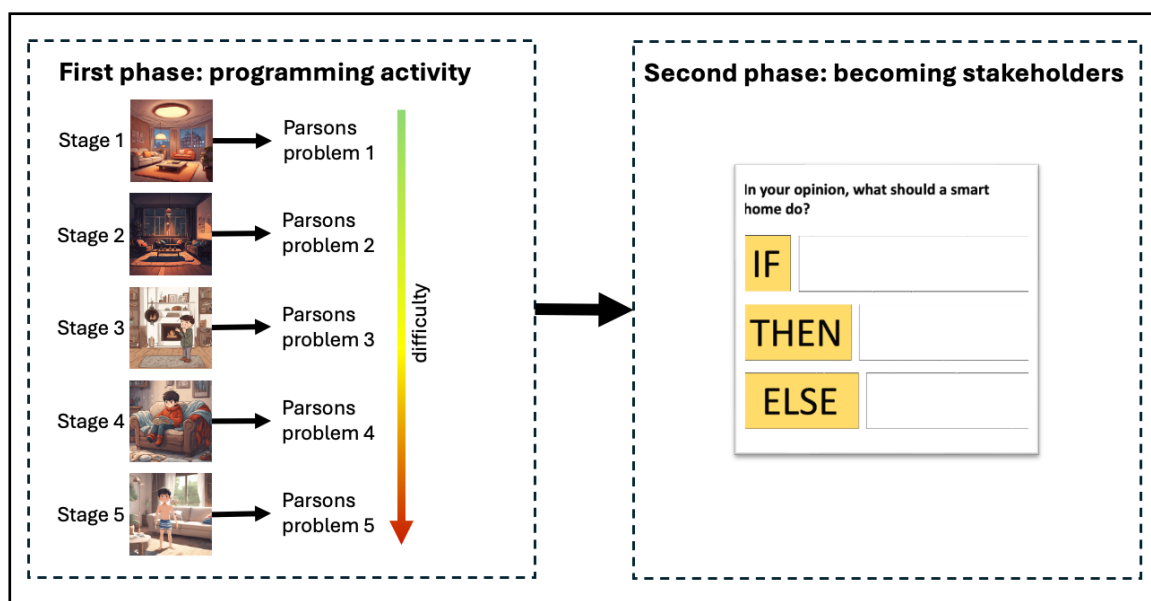 First phase: programming activity
Stage 1
Parsons
problem 1
Stage 2
Parsons
problem 2
Stage 3
Parsons
problem 3
Stage 4
Parsons
problem 4
Stage 5
Parsons
problem 5
difficulty
Second phase: becoming stakeholders
In your opinion, what should a smart
home do?
IF
THEN
ELSE